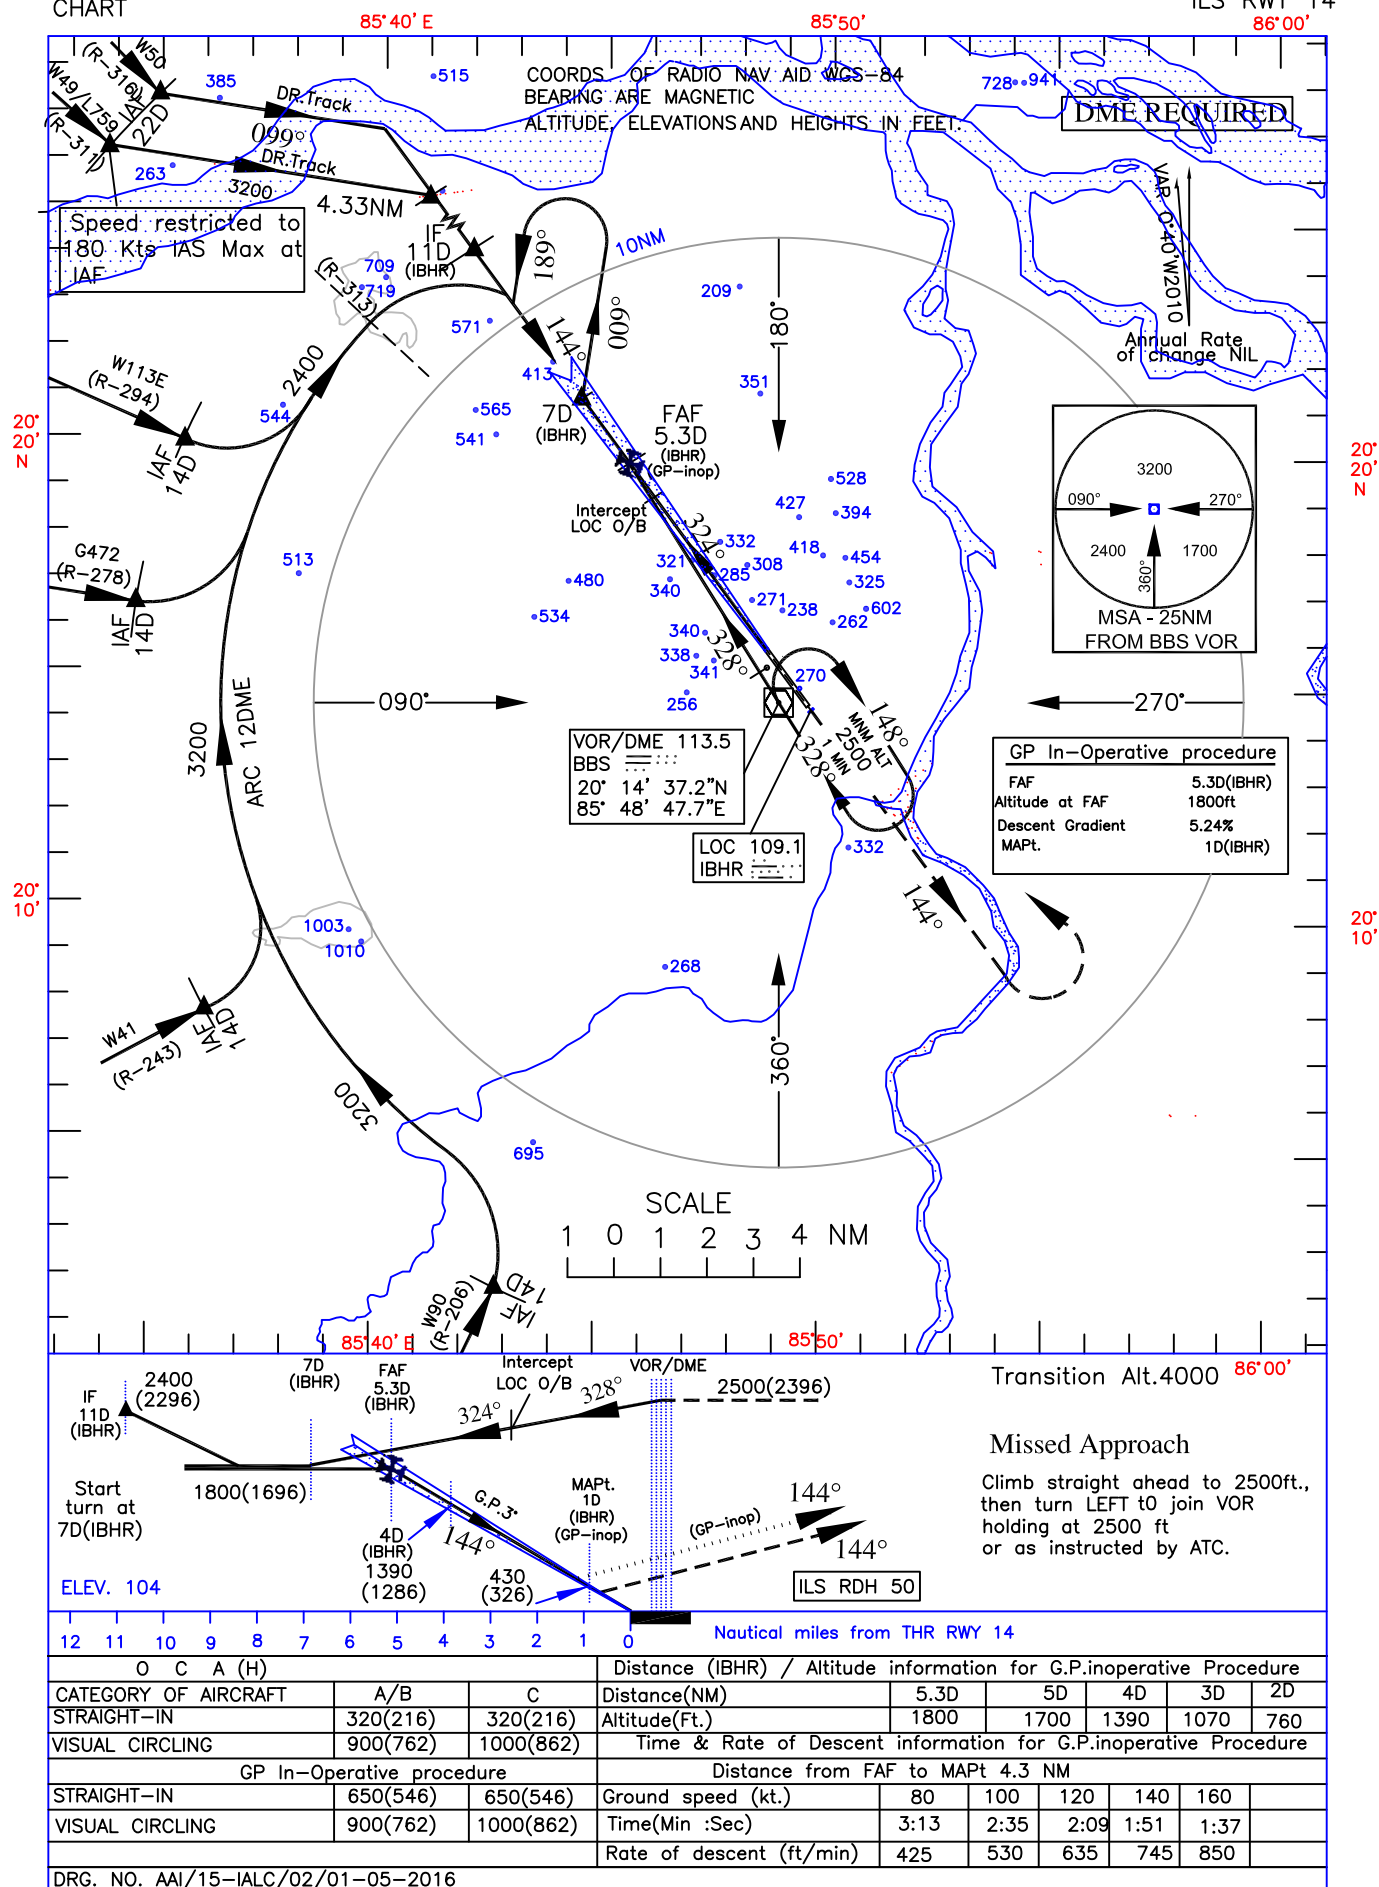 CHART
ILS RWY 14
85°40' E
85°50'
86°00'
W50
(R-316)
IAF
22D
W49/L759
(R-311)
385
515
DR.Track
099°
DR.Track
263
3200
4.33NM
COORDS OF RADIO NAV AID WGS-84
BEARING ARE MAGNETIC
ALTITUDE, ELEVATIONS AND HEIGHTS IN FEET.
728
941
DME REQUIRED
VAR 0°40'W2010
Annual Rate
of change NIL
Speed restricted to
180 Kts IAS Max at
IAF
IF
11D
(IBHR)
189°
009°
10NM
709
719
(R-313)
571
209
180°
144°
413
351
W113E
(R-294)
2400
544
565
541
7D
(IBHR)
FAF
5.3D
(IBHR)
(GP-inop)
20°
20'
N
20°
20'
N
IAF
14D
3200
090°
270°
2400
1700
360°
MSA - 25NM
FROM BBS VOR
528
427
394
Intercept
LOC O/B
324°
332
418
454
G472
(R-278)
513
321
308
285
325
480
340
271
238
602
IAF
14D
534
262
340
328°
338
341
270
256
090°
270°
148°
MNM ALT
2500
1 MIN
328°
3200
ARC 12DME
VOR/DME 113.5
BBS
20° 14' 37.2"N
85° 48' 47.7"E
GP In-Operative procedure
FAF 5.3D(IBHR)
Altitude at FAF 1800ft
Descent Gradient 5.24%
MAPt. 1D(IBHR)
LOC 109.1
IBHR
332
144°
20°
10'
20°
10'
1003
1010
268
W41
(R-243)
IAF
14D
360°
3200
695
SCALE
1 0 1 2 3 4 NM
W90
(R-206)
IAF
14D
85°40' E
85°50'
86°00'
IF
11D
(IBHR)
2400
(2296)
7D
(IBHR)
FAF
5.3D
(IBHR)
Intercept
LOC O/B
VOR/DME
328°
324°
2500(2396)
Transition Alt.4000
Missed Approach
Climb straight ahead to 2500ft.,
then turn LEFT t0 join VOR
holding at 2500 ft
or as instructed by ATC.
Start
turn at
7D(IBHR)
1800(1696)
G.P.3°
144°
4D
(IBHR)
1390
(1286)
MAPt.
1D
(IBHR)
(GP-inop)
430
(326)
(GP-inop)
144°
144°
ELEV. 104
ILS RDH 50
12 11 10 9 8 7 6 5 4 3 2 1 0
Nautical miles from THR RWY 14
O C A (H)
CATEGORY OF AIRCRAFT A/B C
STRAIGHT-IN 320(216) 320(216)
VISUAL CIRCLING 900(762) 1000(862)
GP In-Operative procedure
STRAIGHT-IN 650(546) 650(546)
VISUAL CIRCLING 900(762) 1000(862)
Distance (IBHR) / Altitude information for G.P.inoperative Procedure
Distance(NM) 5.3D 5D 4D 3D 2D
Altitude(Ft.) 1800 1700 1390 1070 760
Time & Rate of Descent information for G.P.inoperative Procedure
Distance from FAF to MAPt 4.3 NM
Ground speed (kt.) 80 100 120 140 160
Time(Min :Sec) 3:13 2:35 2:09 1:51 1:37
Rate of descent (ft/min) 425 530 635 745 850
DRG. NO. AAI/15-IALC/02/01-05-2016